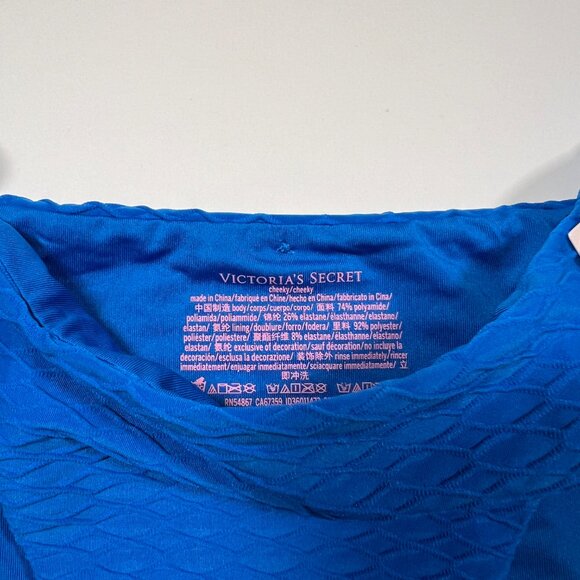 VICTORIA'S SECRET
cheeky/cheeky
made in China/fabriqué en Chine/hecho en China/fabbricato in Cina/
中国制造 body/corps/cuerpo/corpo/ 面料 74% polyamide/
poliamida/poliammide/ 锦纶 26% elastane/élasthanne/elastano/
elastan/ 氨纶 lining/doublure/forro/fodera/ 里料 92% polyester/
poliéster/poliestere/ 聚酯纤维 8% elastane/élasthanne/elastano/
elastan/ 氨纶 exclusive of decoration/sauf décoration/no incluye la
decoración/esclusa la decorazione/ 装饰除外 rinse immediately/rincer
immédiatement/enjuagar immediatamente/sciacquare immediatamente/ 立
即冲洗
RN54867 CA67359